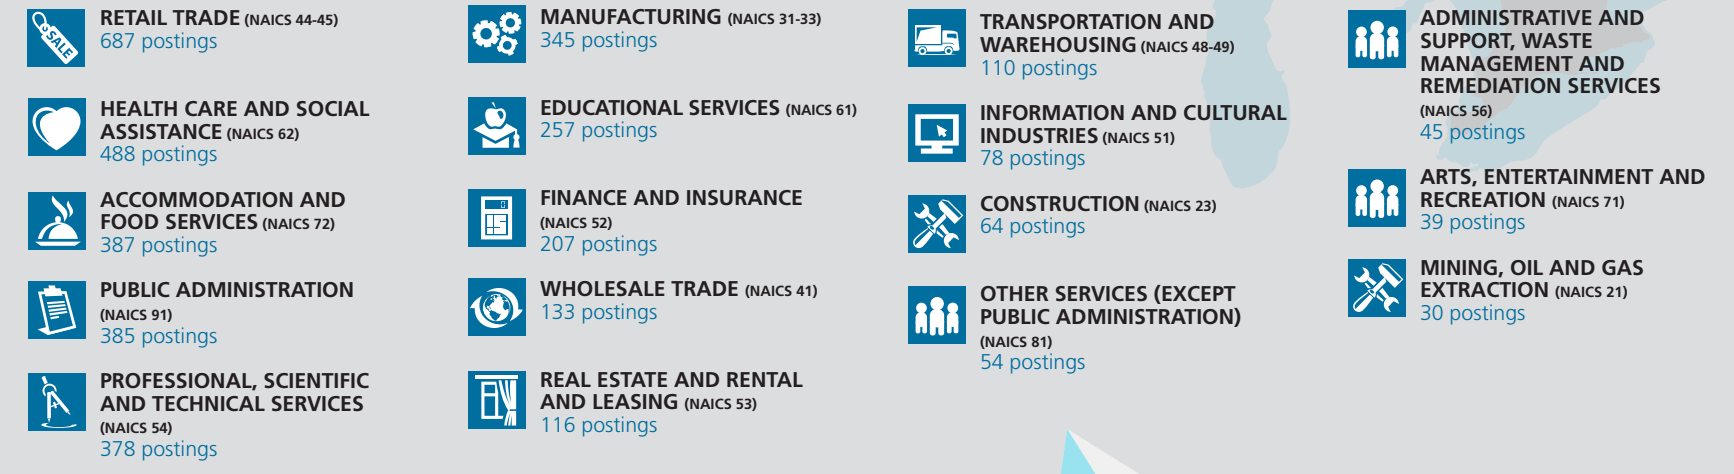 RETAIL TRADE (NAICS 44-45)
687 postings
HEALTH CARE AND SOCIAL
ASSISTANCE (NAICS 62)
488 postings
ACCOMMODATION AND
FOOD SERVICES (NAICS 72)
387 postings
PUBLIC ADMINISTRATION
(NAICS 91)
385 postings
PROFESSIONAL, SCIENTIFIC
AND TECHNICAL SERVICES
(NAICS 54)
378 postings
MANUFACTURING (NAICS 31-33)
345 postings
EDUCATIONAL SERVICES (NAICS 61)
257 postings
FINANCE AND INSURANCE
(NAICS 52)
207 postings
WHOLESALE TRADE (NAICS 41)
133 postings
REAL ESTATE AND RENTAL
AND LEASING (NAICS 53)
116 postings
TRANSPORTATION AND
WAREHOUSING (NAICS 48-49)
110 postings
INFORMATION AND CULTURAL
INDUSTRIES (NAICS 51)
78 postings
CONSTRUCTION (NAICS 23)
64 postings
OTHER SERVICES (EXCEPT
PUBLIC ADMINISTRATION)
(NAICS 81)
54 postings
ADMINISTRATIVE AND
SUPPORT, WASTE
MANAGEMENT AND
REMEDIATION SERVICES
(NAICS 56)
45 postings
ARTS, ENTERTAINMENT AND
RECREATION (NAICS 71)
39 postings
MINING, OIL AND GAS
EXTRACTION (NAICS 21)
30 postings
SALE